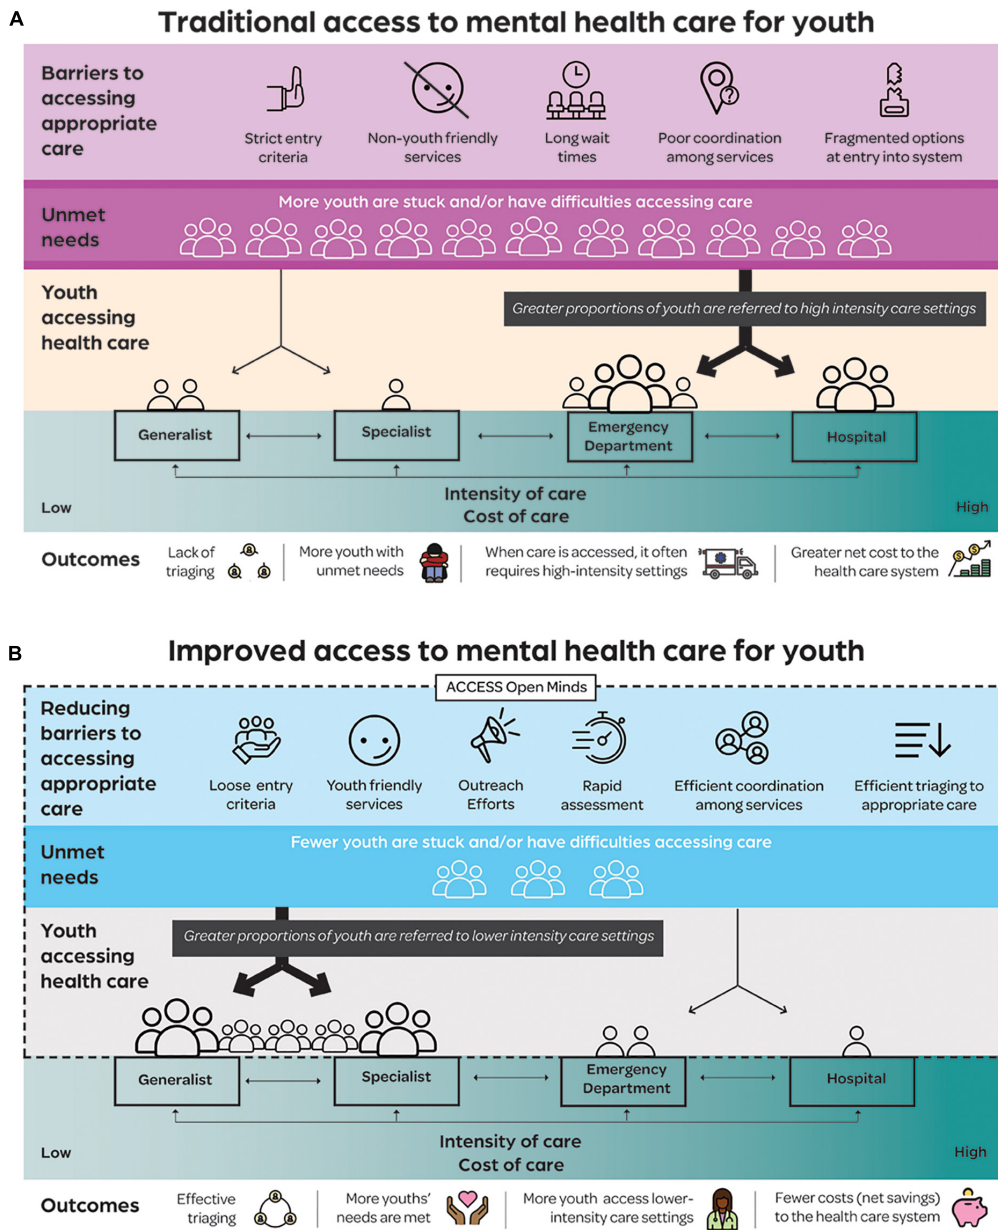 A
Traditional access to mental health care for youth
Barriers to
accessing
appropriate
care
Strict entry
criteria
Non-youth friendly
services
Long wait
times
Poor coordination
among services
Fragmented options
at entry into system
?
Unmet
needs
More youth are stuck and/or have difficulties accessing care
Youth
accessing
health care
Greater proportions of youth are referred to high intensity care settings
Generalist
Specialist
Emergency
Department
Hospital
Intensity of care
Cost of care
Low
High
Outcomes
Lack of
triaging
More youth with
unmet needs
When care is accessed, it often
requires high-intensity settings
Greater net cost to the
health care system
$ $
B
Improved access to mental health care for youth
ACCESS Open Minds
Reducing
barriers to
accessing
appropriate
care
Loose entry
criteria
Youth friendly
services
Outreach
Efforts
Rapid
assessment
Efficient coordination
among services
Efficient triaging to
appropriate care
Unmet
needs
Fewer youth are stuck and/or have difficulties accessing care
Youth
accessing
health care
Greater proportions of youth are referred to lower intensity care settings
Generalist
Specialist
Emergency
Department
Hospital
Intensity of care
Cost of care
Low
High
Outcomes
Effective
triaging
More youths'
needs are met
More youth access lower-
intensity care settings
Fewer costs (net savings)
to the health care system